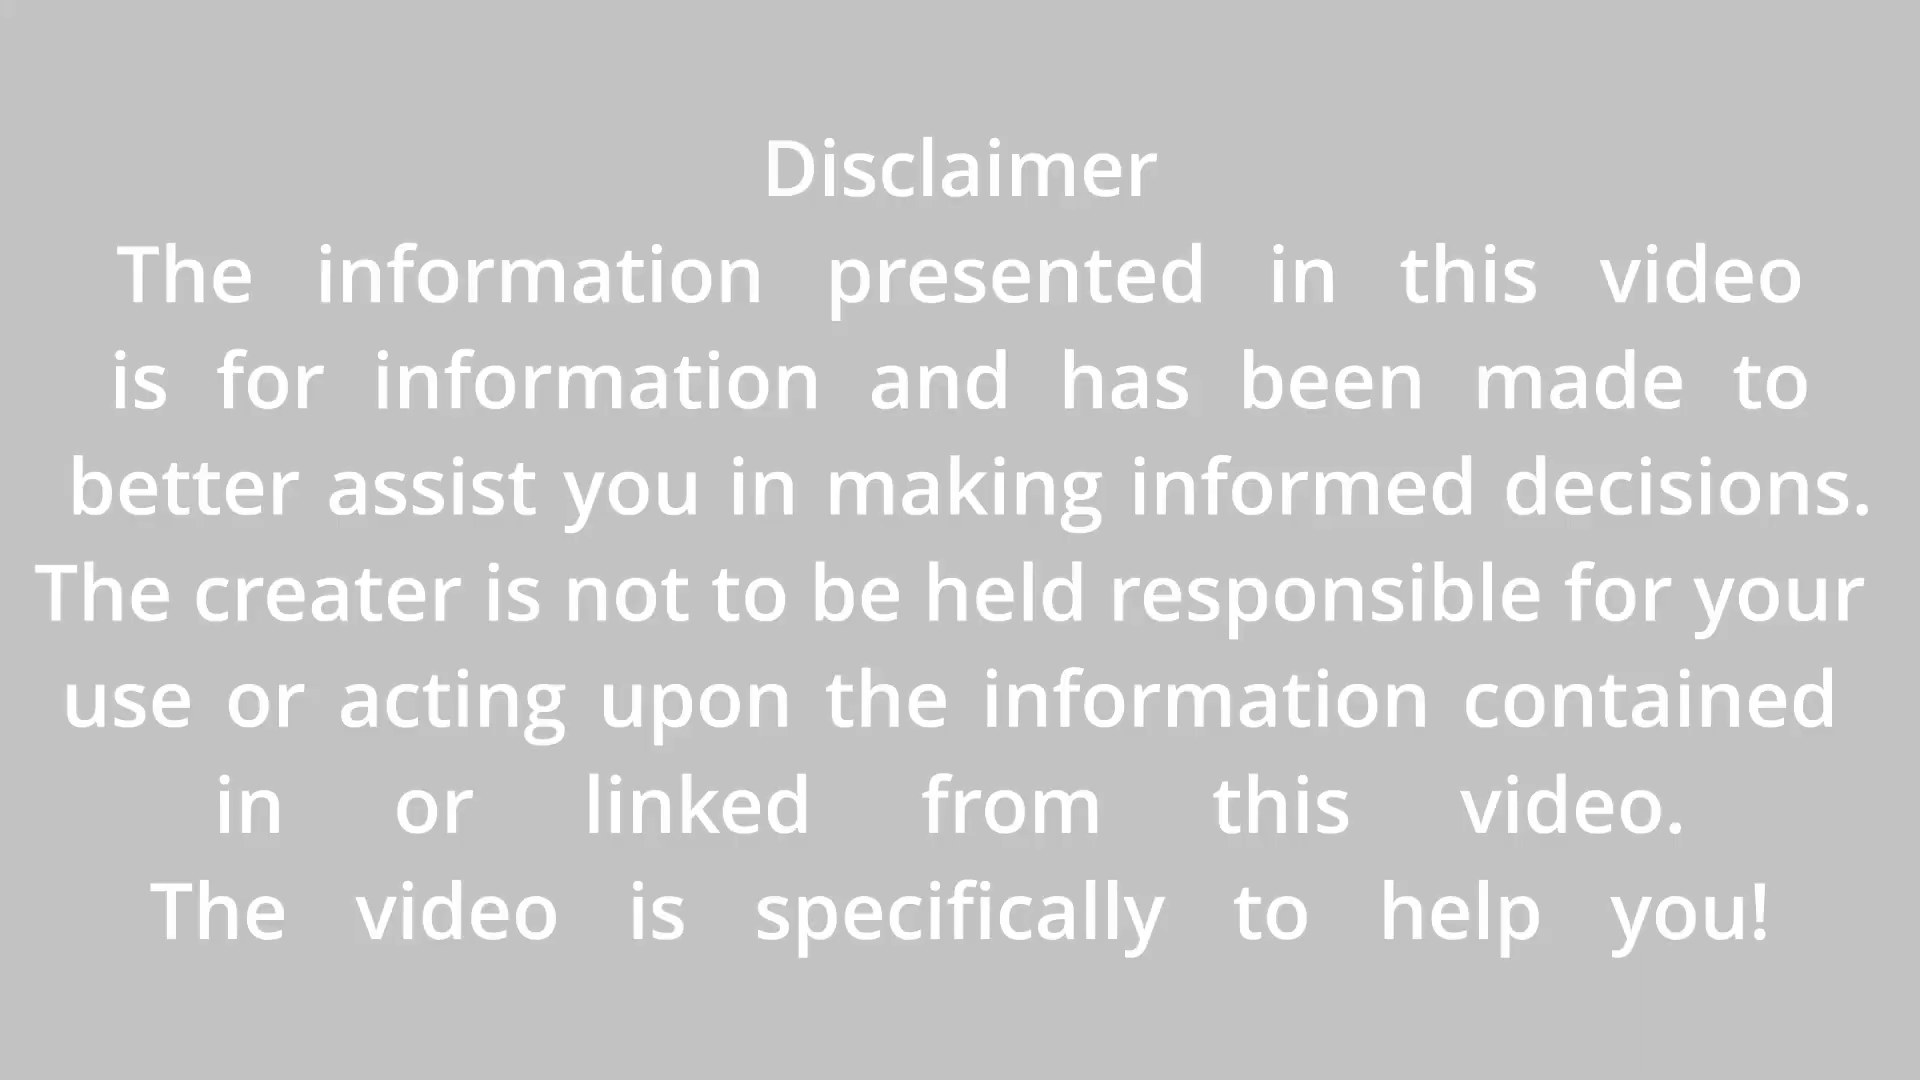 Disclaimer
The information presented in this video
is for information and has been made to
better assist you in making informed decisions.
The creater is not to be held responsible for your
use or acting upon the information contained
in or linked from this video.
The video is specifically to help you!